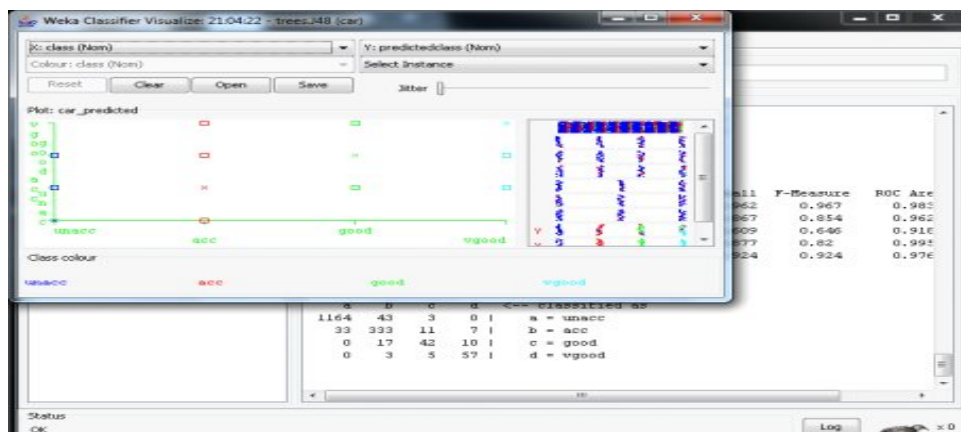 Weka Classifier Visualize: 21:04:22 - trees.J48 (car)
X: class (Nom) Y: predictedclass (Nom)
Colour: class (Nom) Select Instance
Reset Clear Open Save Jitter
Plot: car_predicted
unacc acc good vgood
Class colour
unacc acc good vgood
F-Measure ROC Are
962 0.967 0.983
867 0.854 0.962
609 0.646 0.918
877 0.82 0.995
924 0.924 0.976
a b c d <-- classified as
1164 43 3 0 | a = unacc
33 333 11 7 | b = acc
0 17 42 10 | c = good
0 3 5 57 | d = vgood
Status
OK
Log x 0